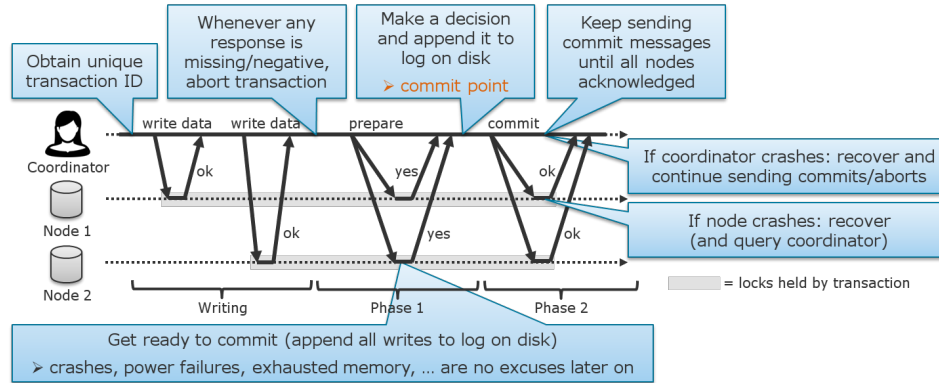 Obtain unique
transaction ID
Whenever any
response is
missing/negative,
abort transaction
Make a decision
and append it to
log on disk
➢ commit point
Keep sending
commit messages
until all nodes
acknowledged
write data
write data
prepare
commit
Coordinator
ok
yes
ok
If coordinator crashes: recover and
continue sending commits/aborts
Node 1
ok
yes
ok
If node crashes: recover
(and query coordinator)
Node 2
= locks held by transaction
Writing
Phase 1
Phase 2
Get ready to commit (append all writes to log on disk)
➢ crashes, power failures, exhausted memory, ... are no excuses later on